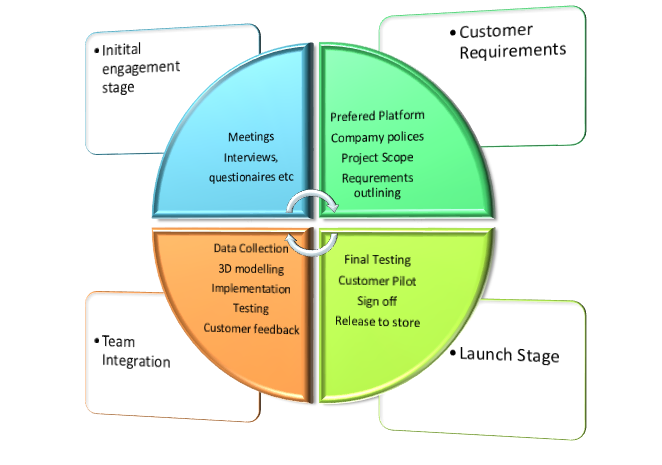 • Initital
engagement
stage
• Customer
Requirements
Meetings
Interviews,
questionaires etc
Prefered Platform
Compamy polices
Project Scope
Requrements
outlining
Data Collection
3D modelling
Implementation
Testing
Customer feedback
Final Testing
Customer Pilot
Sign off
Release to store
• Team
Integration
• Launch Stage